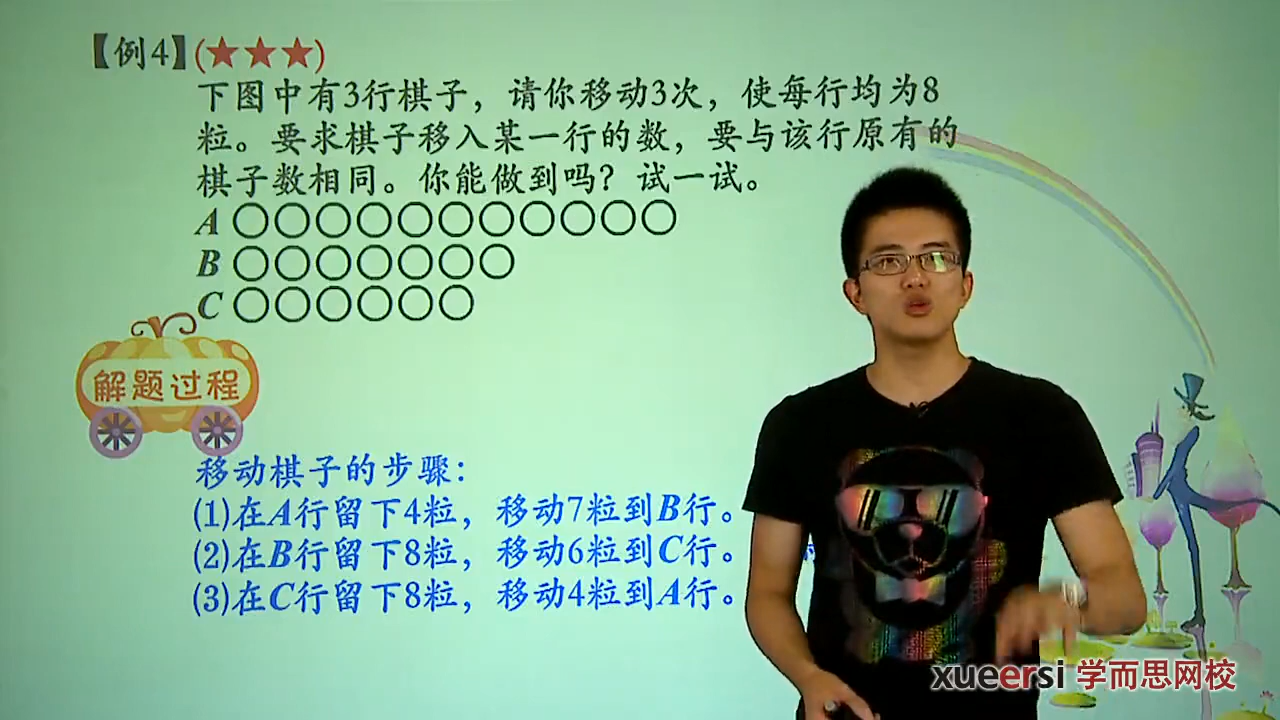 【例4】(★★★)
下图中有3行棋子，请你移动3次，使每行均为8
粒。要求棋子移入某一行的数，要与该行原有的
棋子数相同。你能做到吗？试一试。
A ○○○○○○○○○○○
B ○○○○○○○
C ○○○○○○
解题过程
移动棋子的步骤：
(1)在A行留下4粒，移动7粒到B行。
(2)在B行留下8粒，移动6粒到C行。
(3)在C行留下8粒，移动4粒到A行。
xueersi 学而思网校